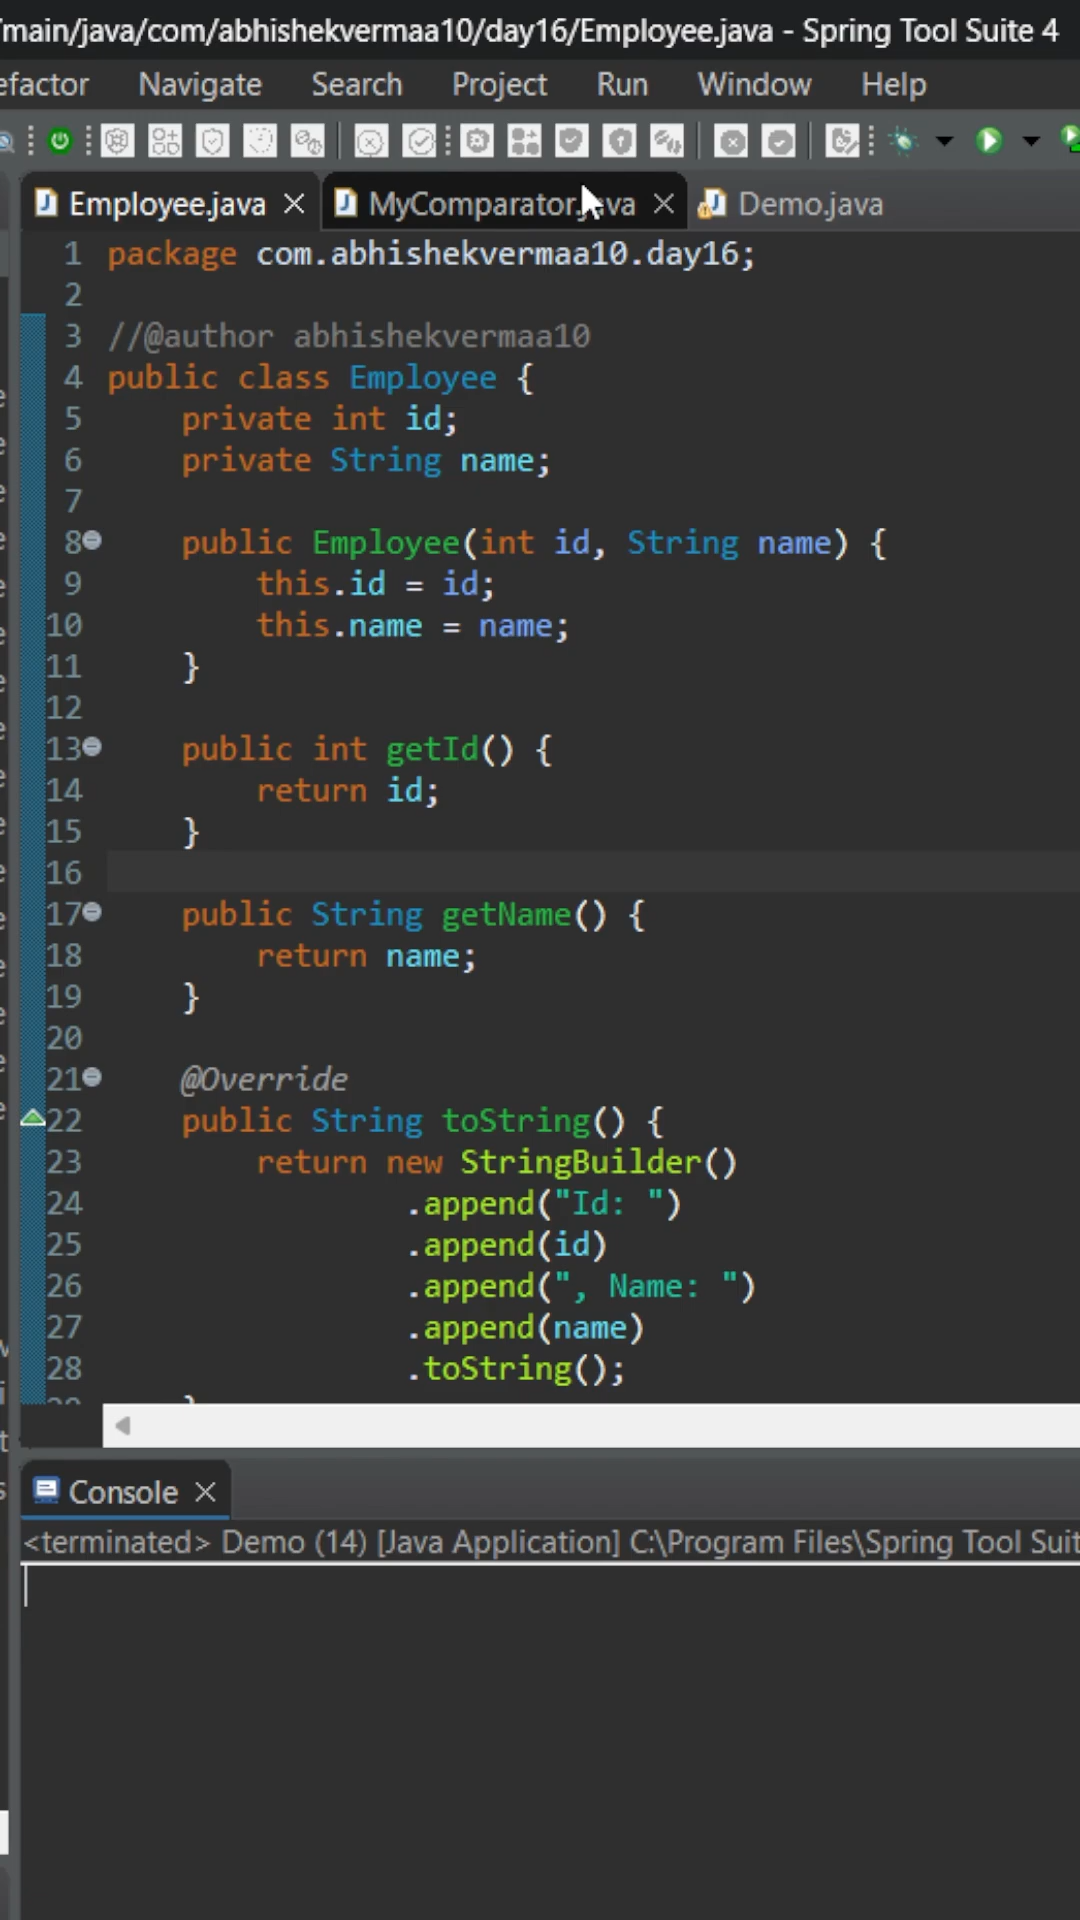 /main/java/com/abhishekvermaa10/day16/Employee.java - Spring Tool Suite 4
efactor Navigate Search Project Run Window Help
Employee.java MyComparator.java Demo.java
1 package com.abhishekvermaa10.day16;
2
3 //@author abhishekvermaa10
4 public class Employee {
5 private int id;
6 private String name;
7
8 public Employee(int id, String name) {
9 this.id = id;
10 this.name = name;
11 }
12
13 public int getId() {
14 return id;
15 }
16
17 public String getName() {
18 return name;
19 }
20
21 @Override
22 public String toString() {
23 return new StringBuilder()
24 .append("Id: ")
25 .append(id)
26 .append(", Name: ")
27 .append(name)
28 .toString();
Console
<terminated> Demo (14) [Java Application] C:\Program Files\Spring Tool Suit